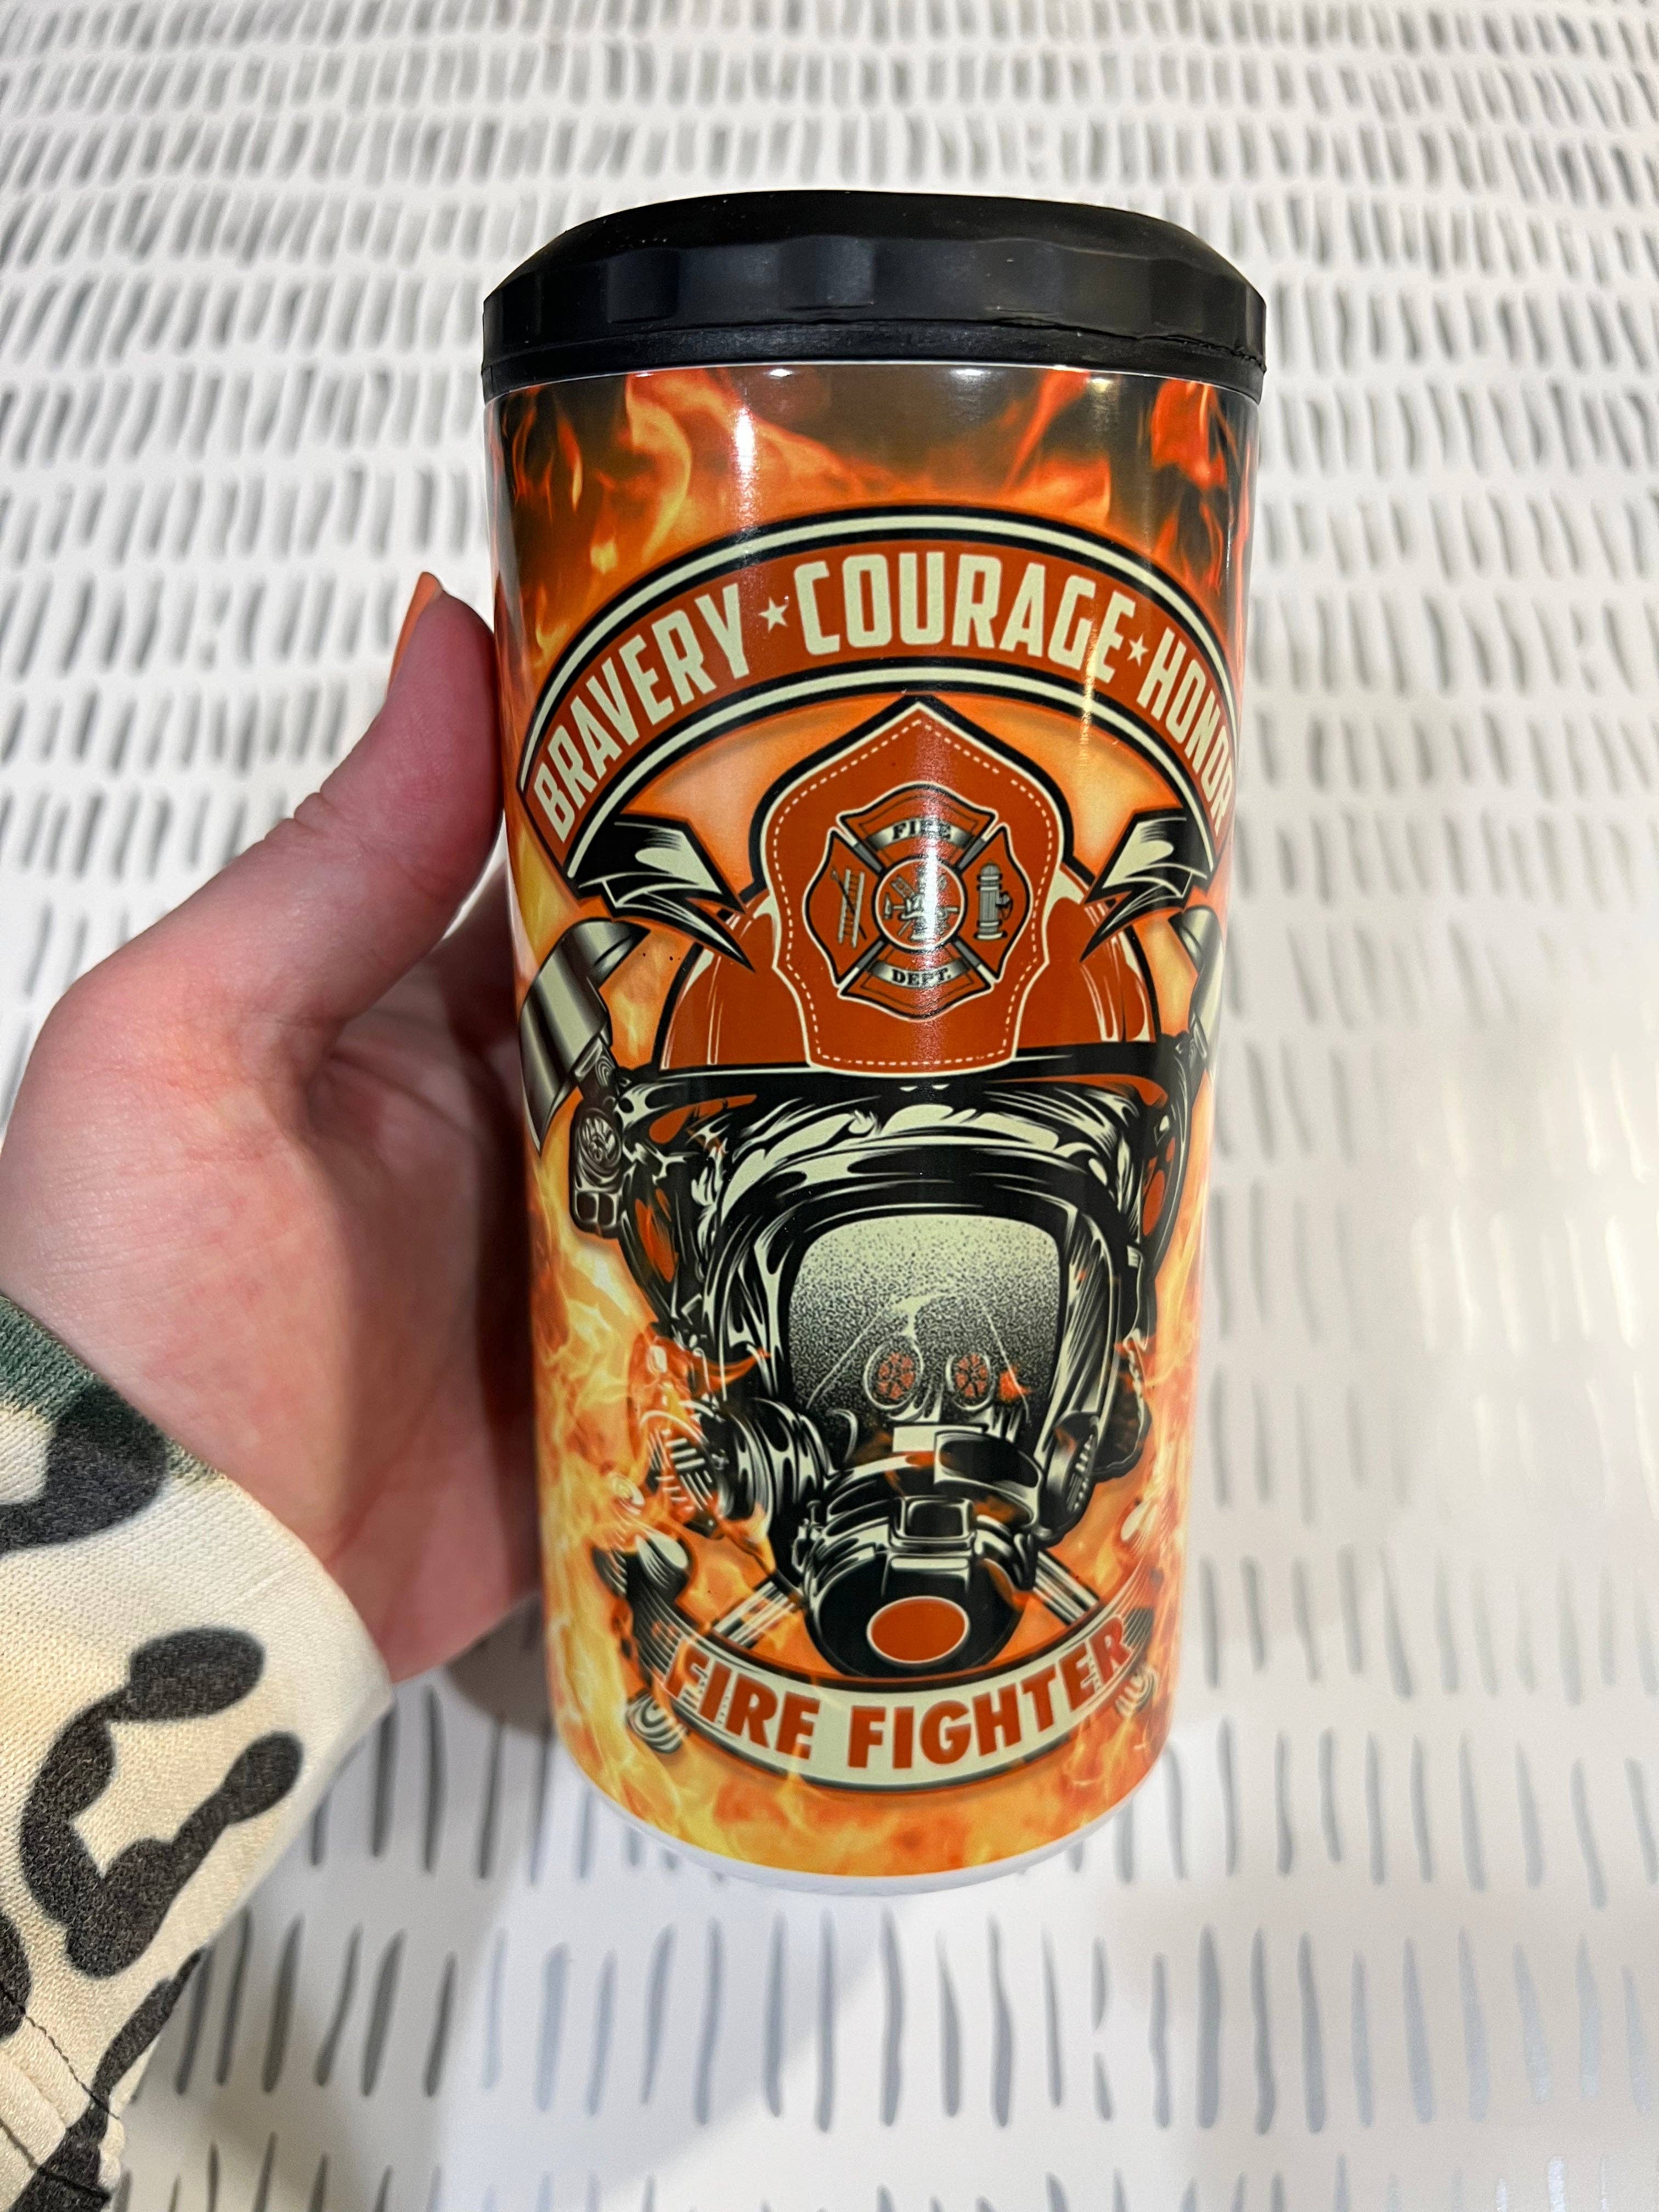 BRAVERY ★ COURAGE ★ HONOR
FIRE
DEPT.
FIRE FIGHTER